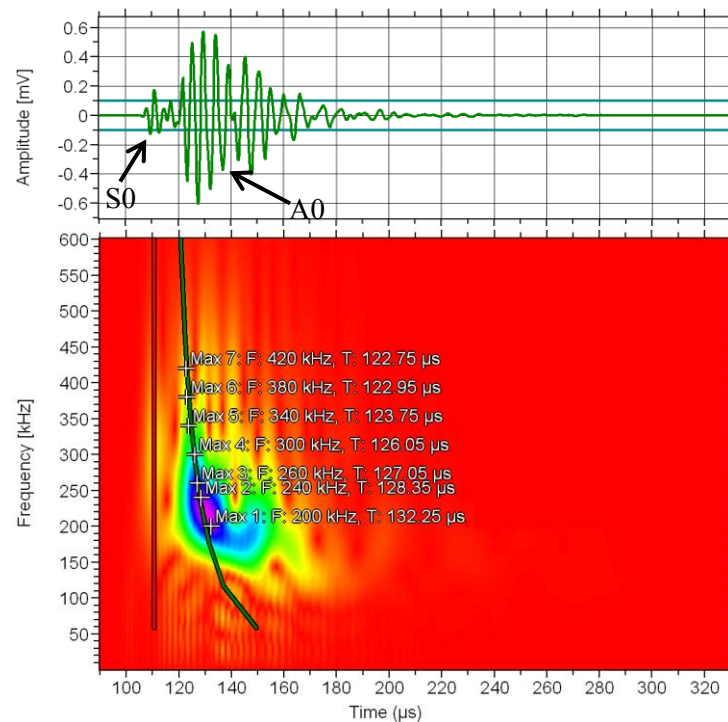 0.6
0.4
0.2
0
-0.2
-0.4
-0.6
Amplitude [mV]
S0
A0
600
550
500
450
400
350
300
250
200
150
100
50
Frequency [kHz]
Max 7: F: 420 kHz, T: 122.75 µs
Max 6: F: 380 kHz, T: 122.95 µs
Max 5: F: 340 kHz, T: 123.75 µs
Max 4: F: 300 kHz, T: 126.05 µs
Max 3: F: 260 kHz, T: 127.05 µs
Max 2: F: 240 kHz, T: 128.35 µs
Max 1: F: 200 kHz, T: 132.25 µs
100 120 140 160 180 200 220 240 260 280 300 320
Time (µs)